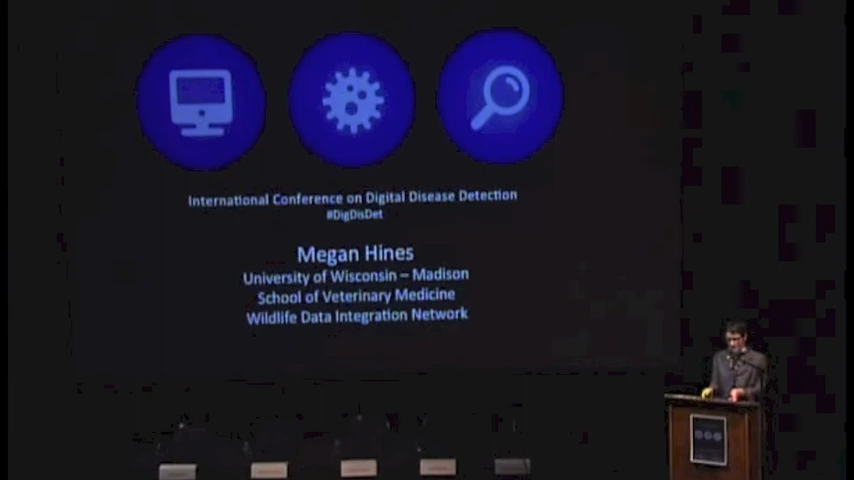 International Conference on Digital Disease Detection
#DigDisDet
Megan Hines
University of Wisconsin – Madison
School of Veterinary Medicine
Wildlife Data Integration Network